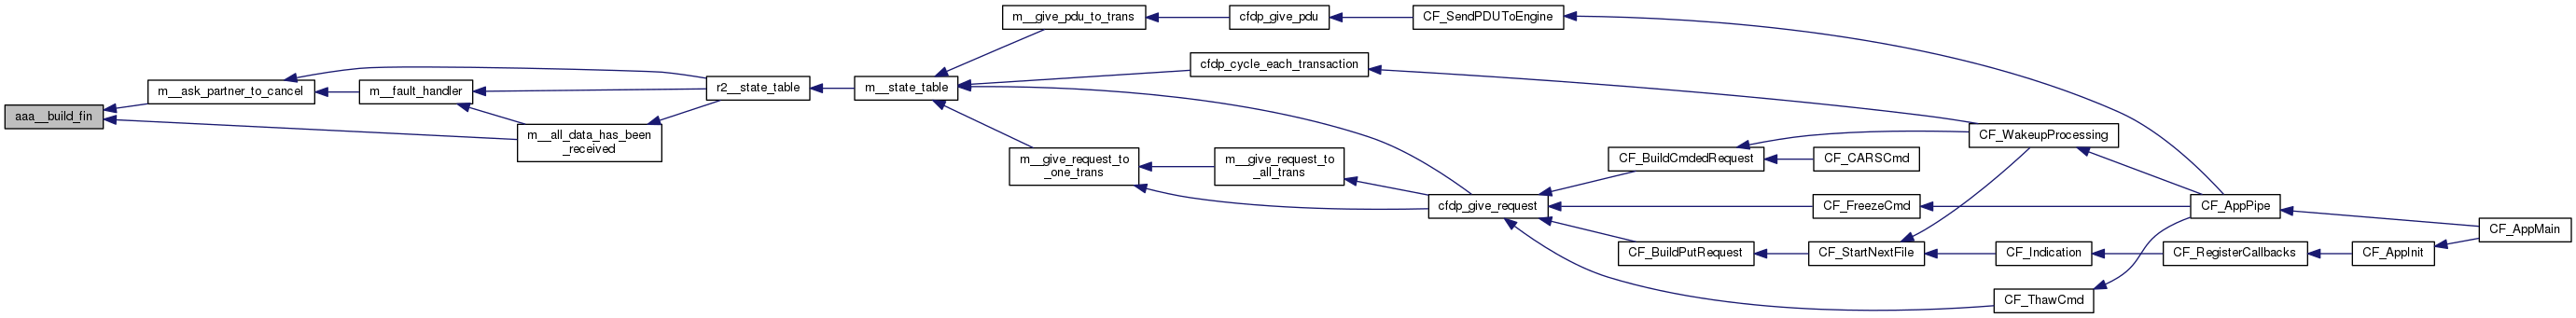 aaa__build_fin
m__ask_partner_to_cancel
m__fault_handler
m__all_data_has_been
_received
r2__state_table
m__state_table
m__give_pdu_to_trans
cfdp_give_pdu
CF_SendPDUToEngine
cfdp_cycle_each_transaction
m__give_request_to
_one_trans
m__give_request_to
_all_trans
cfdp_give_request
CF_BuildCmdedRequest
CF_CARSCmd
CF_FreezeCmd
CF_BuildPutRequest
CF_StartNextFile
CF_WakeupProcessing
CF_Indication
CF_ThawCmd
CF_RegisterCallbacks
CF_AppPipe
CF_AppInit
CF_AppMain